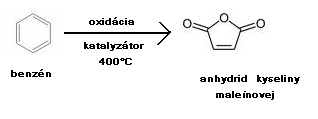 oxidácia
katalyzátor
400°C
benzén
O
O
O
anhydrid kyseliny
maleínovej